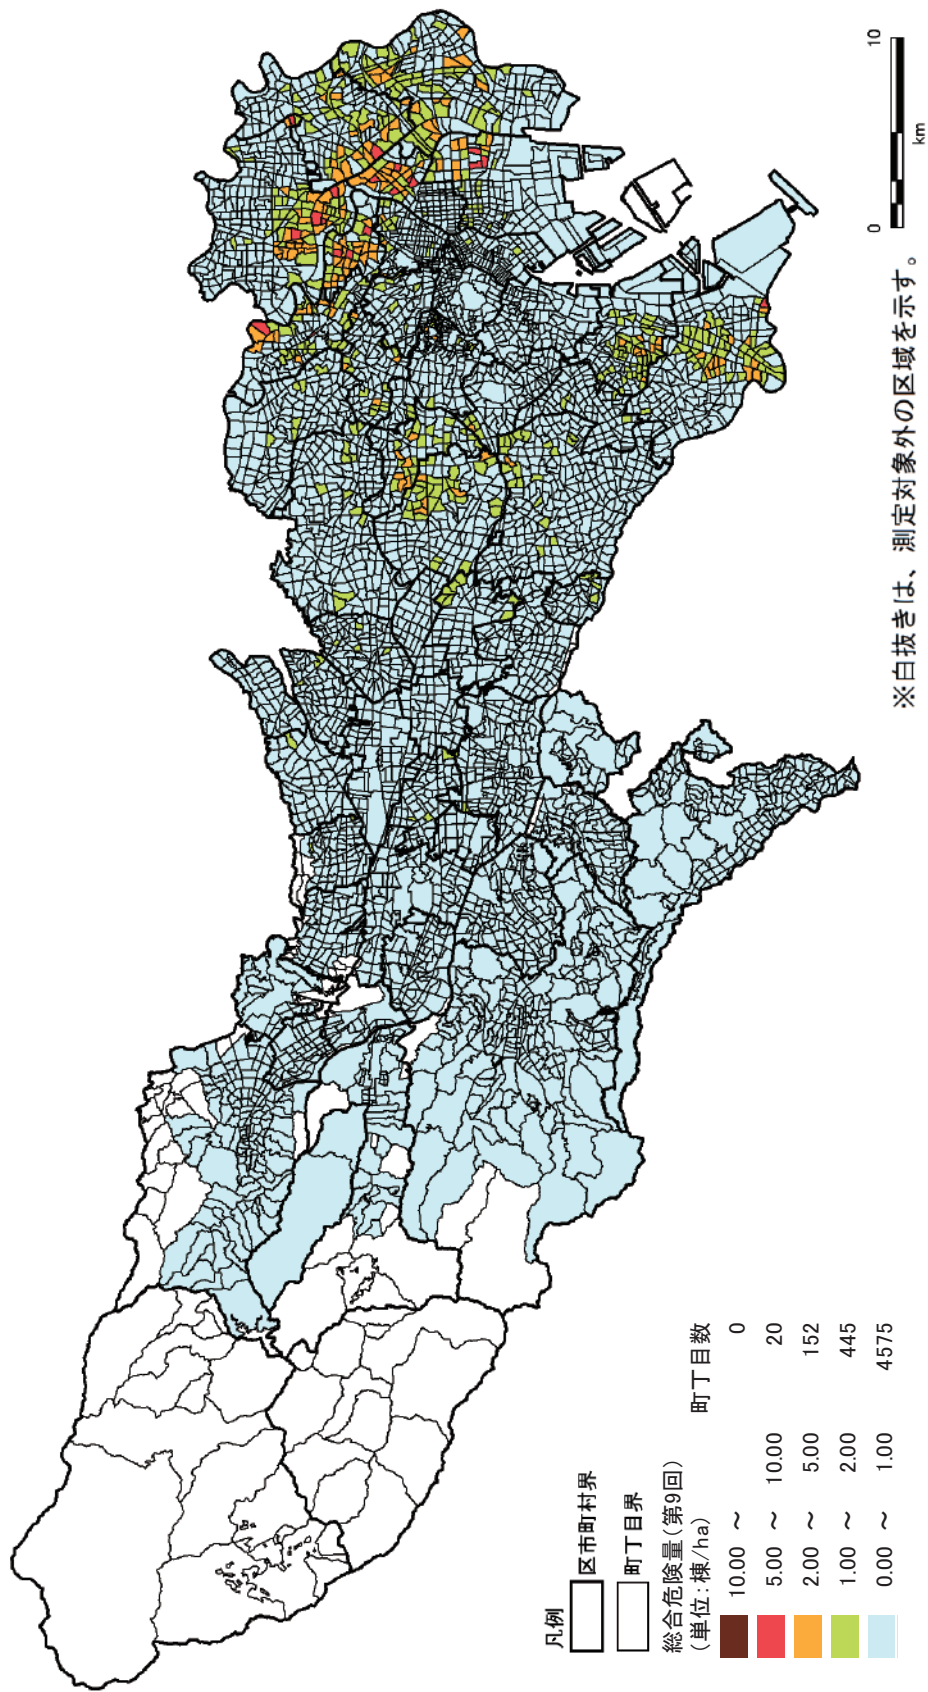 凡例
区市町村界
町丁目界
総合危険量(第9回)
(単位:棟/ha) 町丁目数
10.00 ~ 0
5.00 ~ 10.00 20
2.00 ~ 5.00 152
1.00 ~ 2.00 445
0.00 ~ 1.00 4575
0 10
km
※白抜きは、測定対象外の区域を示す。